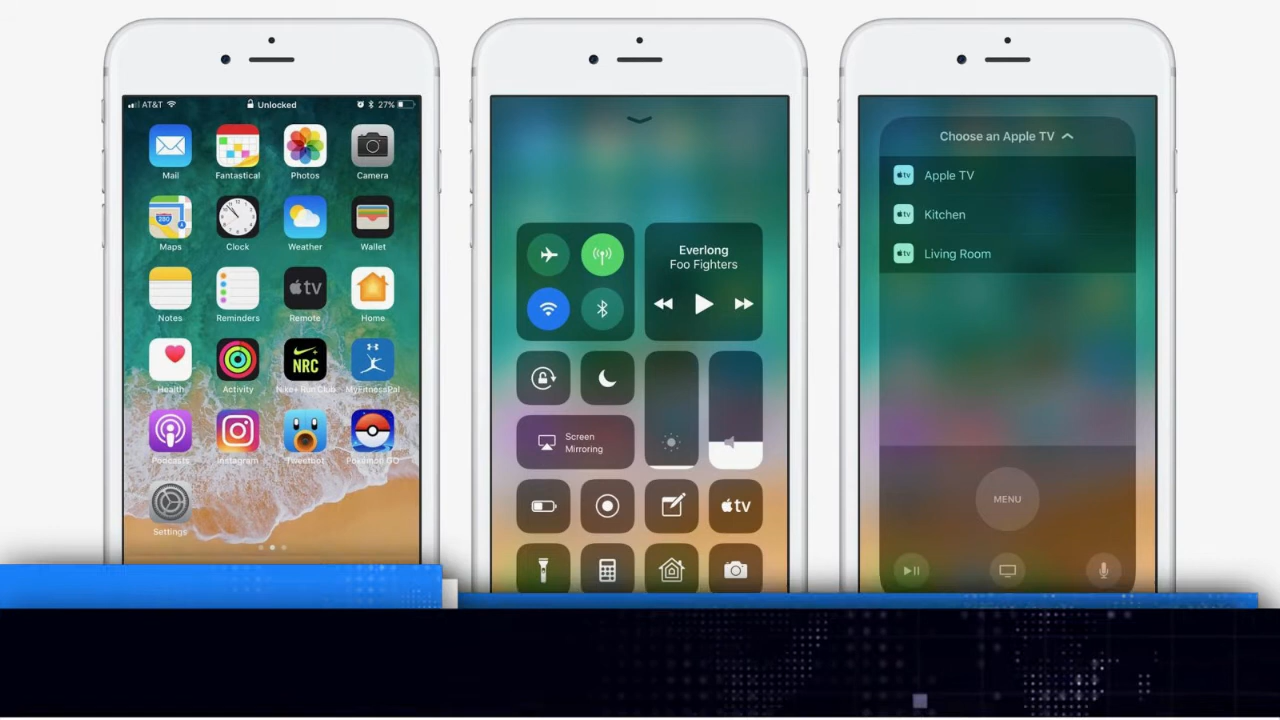 AT&T
Unlocked
27%
Mail
Fantastical
Photos
Camera
280
Maps
Clock
Weather
Wallet
tv
Notes
Reminders
Remote
Home
NRC
Health
Activity
Nike+ Run Club
MyFitnessPal
Podcasts
Instagram
Tweetbot
Pokémon GO
Settings
Everlong
Foo Fighters
Screen
Mirroring
tv
Choose an Apple TV
tv Apple TV
tv Kitchen
tv Living Room
MENU